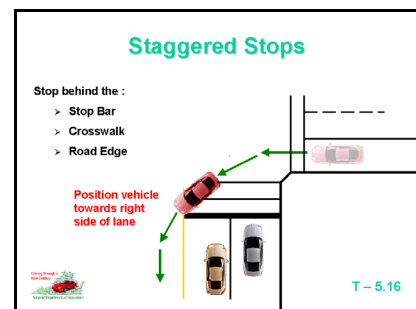 Staggered Stops
Stop behind the :
➢ Stop Bar
➢ Crosswalk
➢ Road Edge
Position vehicle
towards right
side of lane
T – 5.16